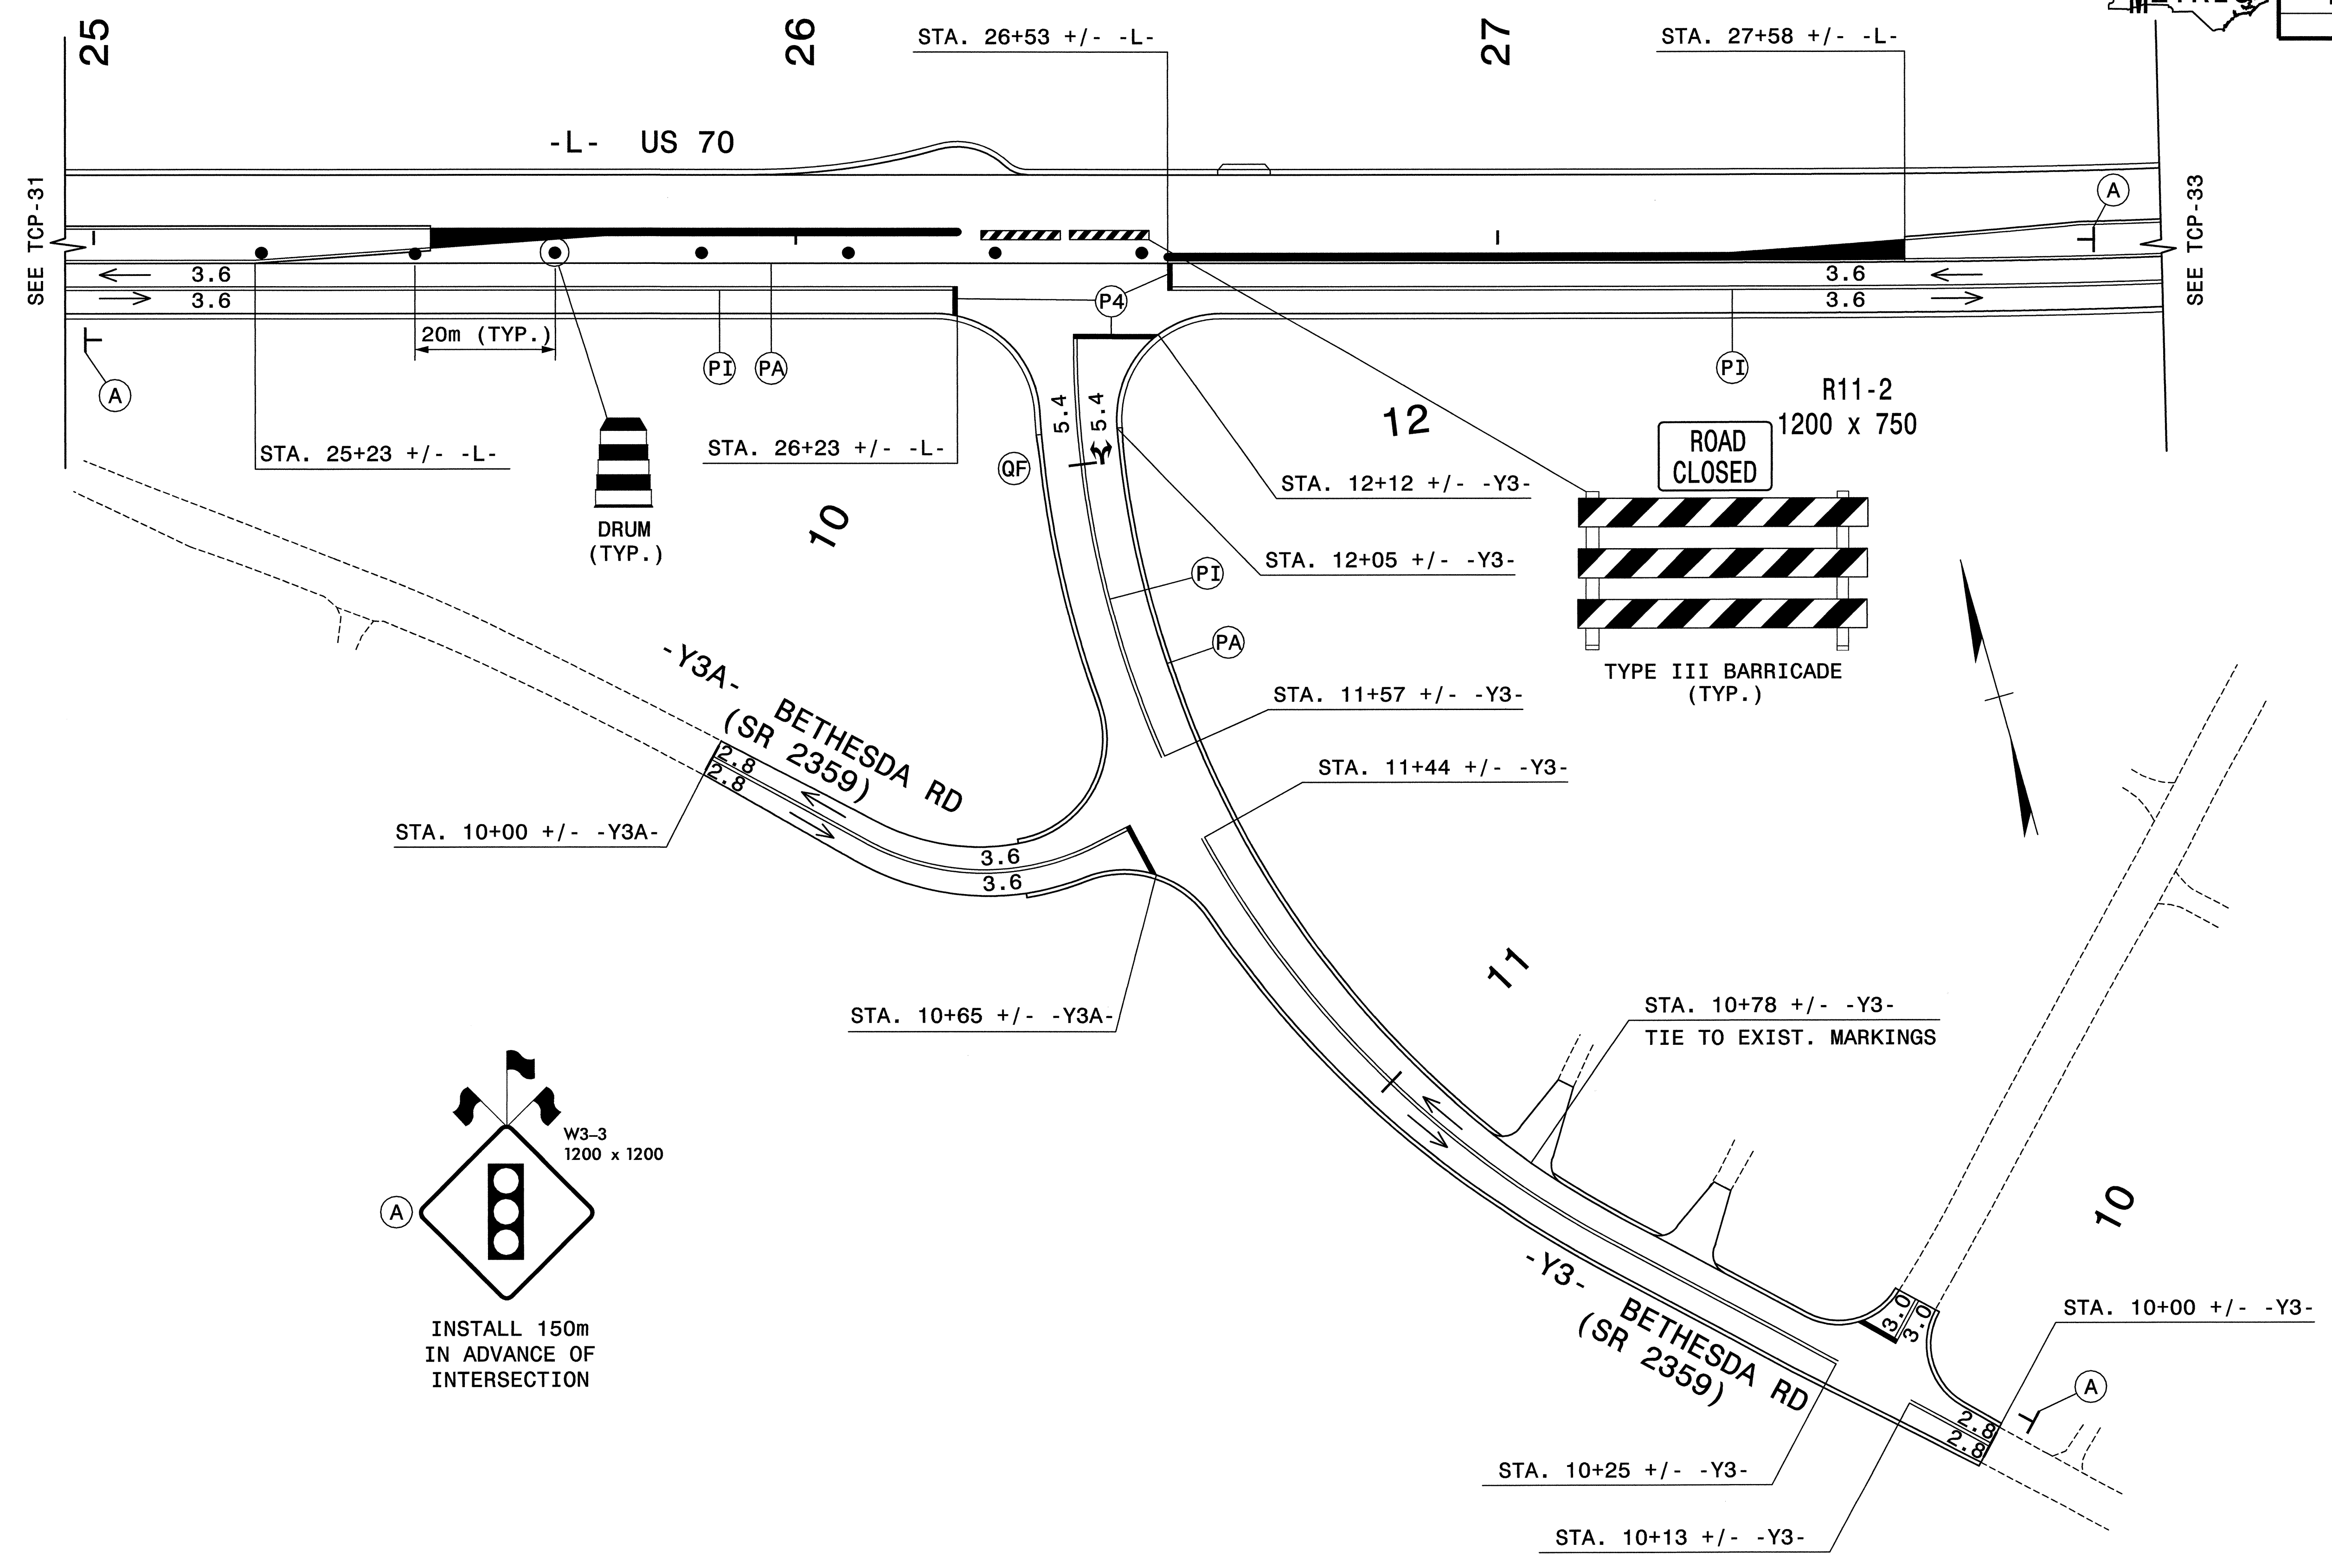 25
26
27
STA. 26+53 +/- -L-
STA. 27+58 +/- -L-
-L- US 70
SEE TCP-31
SEE TCP-33
A
3.6
3.6
3.6
3.6
P4
20m (TYP.)
PI
PA
PI
A
STA. 25+23 +/- -L-
STA. 26+23 +/- -L-
DRUM
(TYP.)
5.4
5.4
QF
12
R11-2
1200 x 750
ROAD
CLOSED
TYPE III BARRICADE
(TYP.)
STA. 12+12 +/- -Y3-
STA. 12+05 +/- -Y3-
10
PI
PA
STA. 11+57 +/- -Y3-
STA. 11+44 +/- -Y3-
-Y3A- BETHESDA RD
(SR 2359)
2.8
2.8
STA. 10+00 +/- -Y3A-
3.6
3.6
STA. 10+65 +/- -Y3A-
11
STA. 10+78 +/- -Y3-
TIE TO EXIST. MARKINGS
W3-3
1200 x 1200
A
INSTALL 150m
IN ADVANCE OF
INTERSECTION
10
-Y3- BETHESDA RD
(SR 2359)
3.0
3.0
STA. 10+00 +/- -Y3-
A
2.8
2.8
STA. 10+25 +/- -Y3-
STA. 10+13 +/- -Y3-